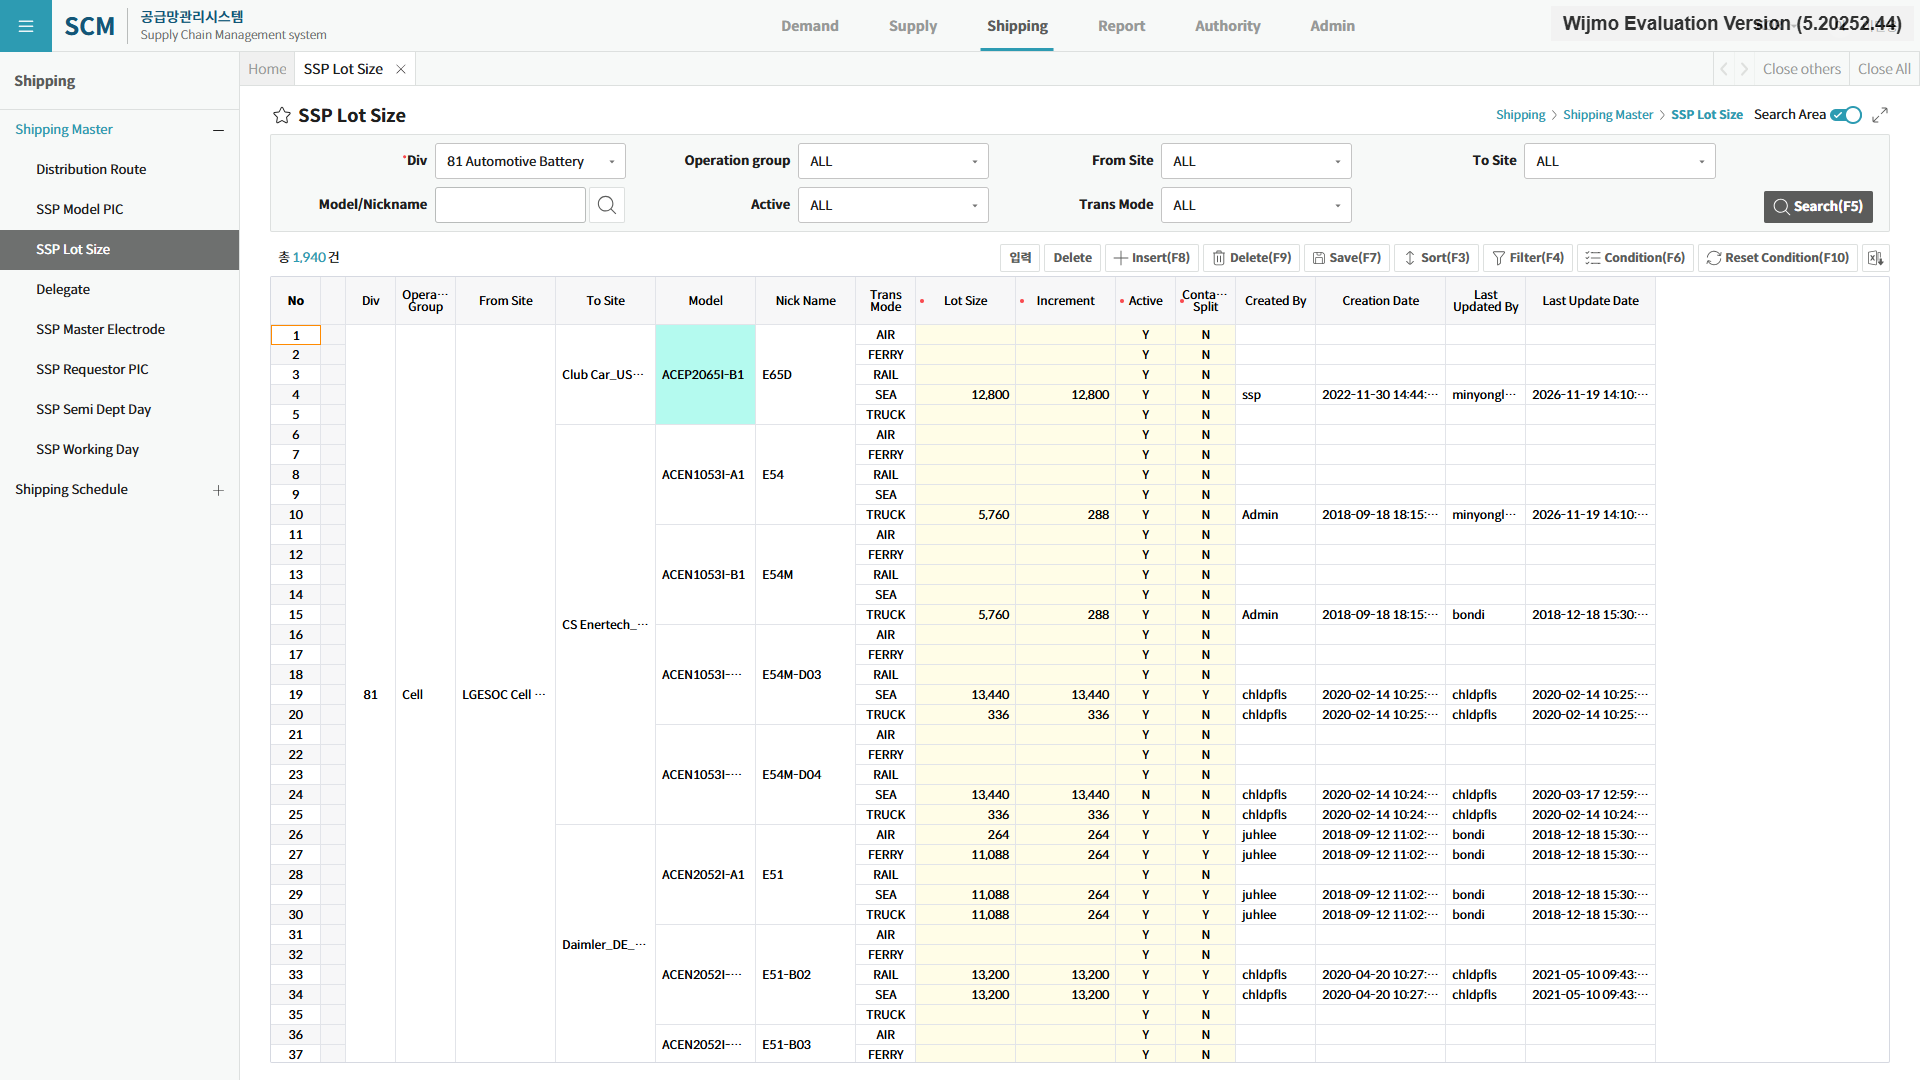 SCM 공급망관리시스템
Supply Chain Management system
Demand Supply Shipping Report Authority Admin
Wijmo Evaluation Version (5.20252.44)
Shipping
Home SSP Lot Size
Close others Close All
Shipping Master
Distribution Route
SSP Model PIC
SSP Lot Size
Delegate
SSP Master Electrode
SSP Requestor PIC
SSP Semi Dept Day
SSP Working Day
Shipping Schedule
SSP Lot Size
Shipping > Shipping Master > SSP Lot Size Search Area
*Div 81 Automotive Battery Operation group ALL From Site ALL To Site ALL
Model/Nickname Active ALL Trans Mode ALL Search(F5)
총 1,940 건
입력 Delete Insert(F8) Delete(F9) Save(F7) Sort(F3) Filter(F4) Condition(F6) Reset Condition(F10)
No Div Opera··· Group From Site To Site Model Nick Name Trans Mode Lot Size Increment Active Conta··· Split Created By Creation Date Last Updated By Last Update Date
81 Cell LGESOC Cell ···
Club Car_US··· ACEP2065I-B1 E65D
1 AIR Y N
2 FERRY Y N
3 RAIL Y N
4 SEA 12,800 12,800 Y N ssp 2022-11-30 14:44:··· minyongl··· 2026-11-19 14:10:···
5 TRUCK Y N
CS Enertech_··· ACEN1053I-A1 E54
6 AIR Y N
7 FERRY Y N
8 RAIL Y N
9 SEA Y N
10 TRUCK 5,760 288 Y N Admin 2018-09-18 18:15:··· minyongl··· 2026-11-19 14:10:···
ACEN1053I-B1 E54M
11 AIR Y N
12 FERRY Y N
13 RAIL Y N
14 SEA Y N
15 TRUCK 5,760 288 Y N Admin 2018-09-18 18:15:··· bondi 2018-12-18 15:30:···
ACEN1053I-··· E54M-D03
16 AIR Y N
17 FERRY Y N
18 RAIL Y N
19 SEA 13,440 13,440 Y Y chldpfls 2020-02-14 10:25:··· chldpfls 2020-02-14 10:25:···
20 TRUCK 336 336 Y N chldpfls 2020-02-14 10:25:··· chldpfls 2020-02-14 10:25:···
ACEN1053I-··· E54M-D04
21 AIR Y N
22 FERRY Y N
23 RAIL Y N
24 SEA 13,440 13,440 N N chldpfls 2020-02-14 10:24:··· chldpfls 2020-03-17 12:59:···
25 TRUCK 336 336 Y N chldpfls 2020-02-14 10:24:··· chldpfls 2020-02-14 10:24:···
Daimler_DE_··· ACEN2052I-A1 E51
26 AIR 264 264 Y Y juhlee 2018-09-12 11:02:··· bondi 2018-12-18 15:30:···
27 FERRY 11,088 264 Y Y juhlee 2018-09-12 11:02:··· bondi 2018-12-18 15:30:···
28 RAIL Y N
29 SEA 11,088 264 Y Y juhlee 2018-09-12 11:02:··· bondi 2018-12-18 15:30:···
30 TRUCK 11,088 264 Y Y juhlee 2018-09-12 11:02:··· bondi 2018-12-18 15:30:···
ACEN2052I-··· E51-B02
31 AIR Y N
32 FERRY Y N
33 RAIL 13,200 13,200 Y Y chldpfls 2020-04-20 10:27:··· chldpfls 2021-05-10 09:43:···
34 SEA 13,200 13,200 Y Y chldpfls 2020-04-20 10:27:··· chldpfls 2021-05-10 09:43:···
35 TRUCK Y N
ACEN2052I-··· E51-B03
36 AIR Y N
37 FERRY Y N